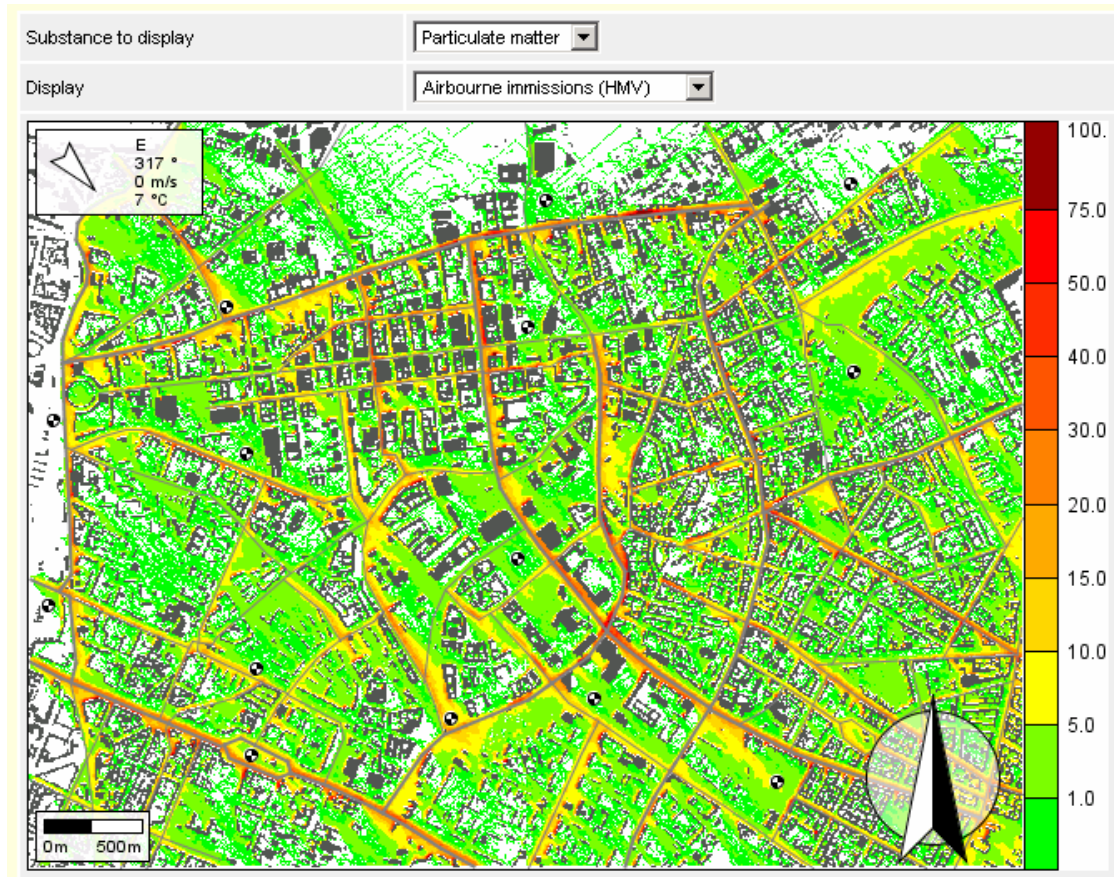 Substance to display
Particulate matter
Display
Airbourne immissions (HMV)
E
317 °
0 m/s
7 °C
100.
75.0
50.0
40.0
30.0
20.0
15.0
10.0
5.0
1.0
0m 500m